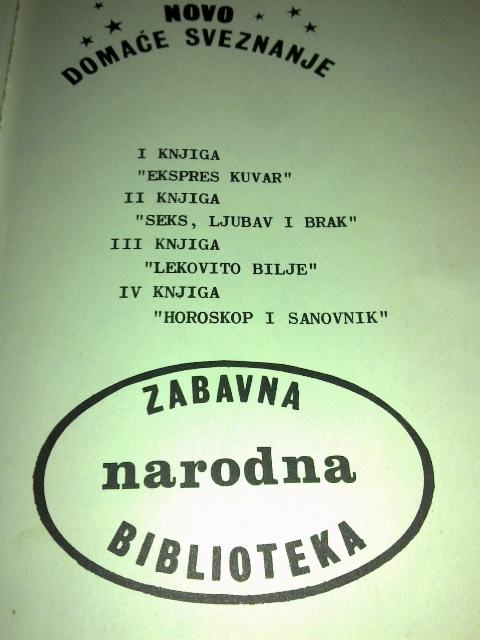 NOVO
DOMAĆE SVEZNANJE
I KNJIGA
"EKSPRES KUVAR"
II KNJIGA
"SEKS, LJUBAV I BRAK"
III KNJIGA
"LEKOVITO BILJE"
IV KNJIGA
"HOROSKOP I SANOVNIK"
ZABAVNA
narodna
BIBLIOTEKA